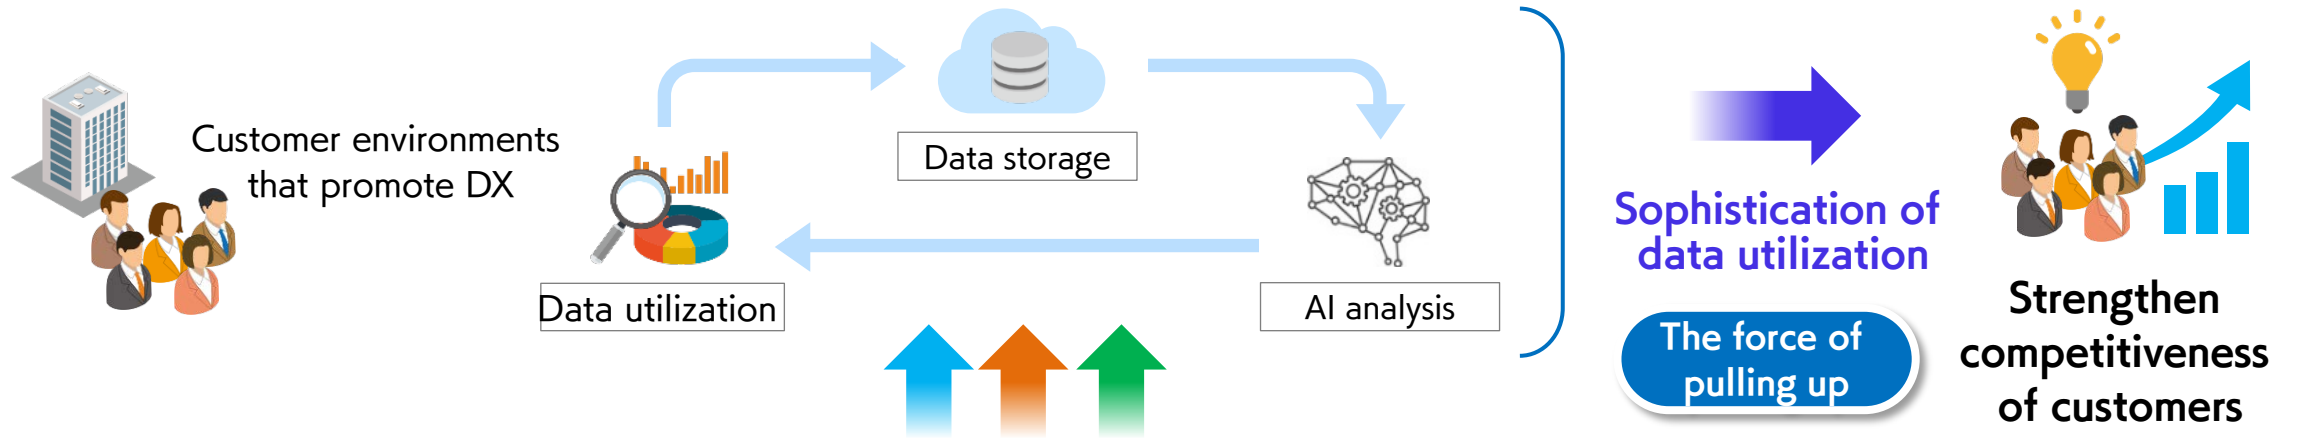 Customer environments
that promote DX
Data storage
Data utilization
AI analysis
Sophistication of
data utilization
The force of
pulling up
Strengthen
competitiveness
of customers